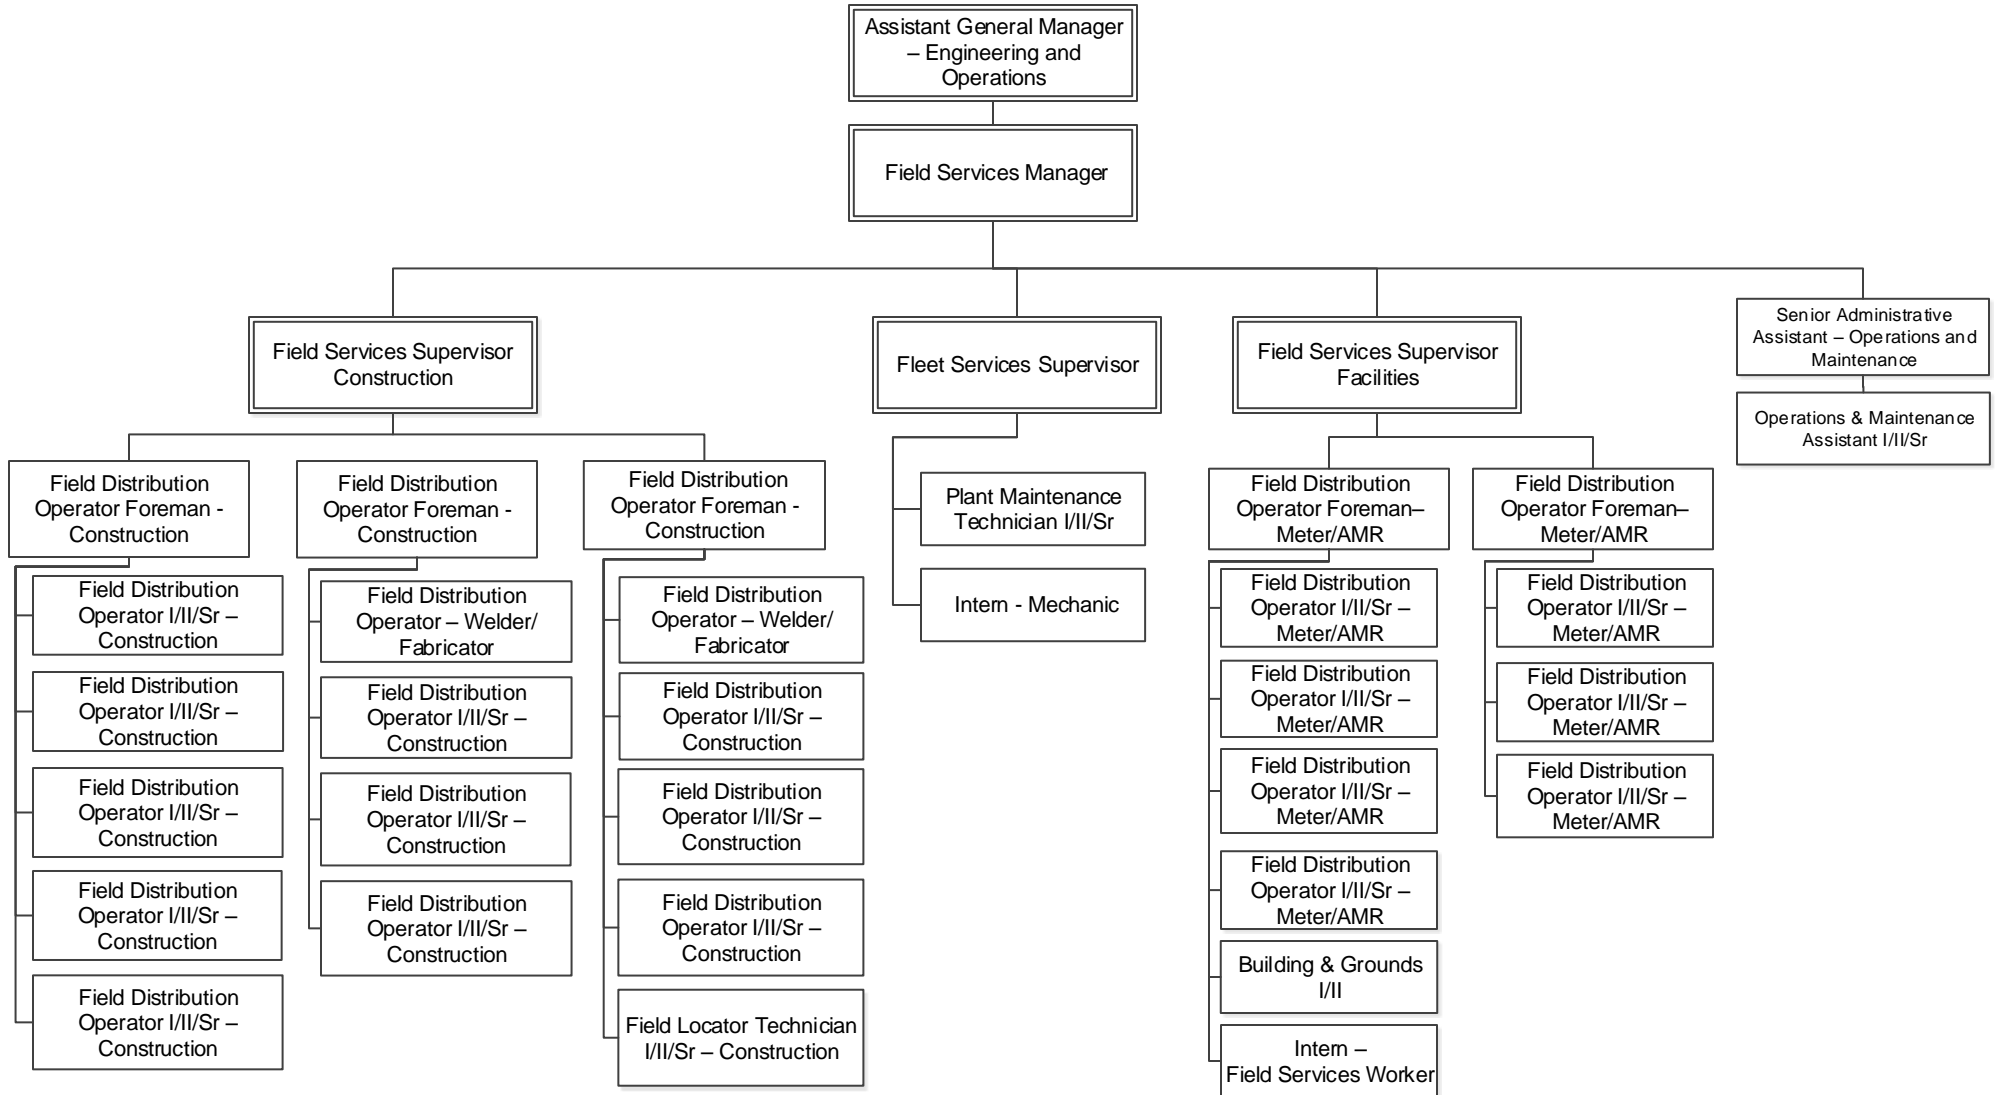 Assistant General Manager
– Engineering and
Operations
Field Services Manager
Field Services Supervisor
Construction
Fleet Services Supervisor
Field Services Supervisor
Facilities
Senior Administrative
Assistant – Operations and
Maintenance
Operations & Maintenance
Assistant I/II/Sr
Field Distribution
Operator Foreman -
Construction
Field Distribution
Operator I/II/Sr –
Construction
Field Distribution
Operator I/II/Sr –
Construction
Field Distribution
Operator I/II/Sr –
Construction
Field Distribution
Operator I/II/Sr –
Construction
Field Distribution
Operator I/II/Sr –
Construction
Field Distribution
Operator Foreman -
Construction
Field Distribution
Operator – Welder/
Fabricator
Field Distribution
Operator I/II/Sr –
Construction
Field Distribution
Operator I/II/Sr –
Construction
Field Distribution
Operator I/II/Sr –
Construction
Field Distribution
Operator Foreman -
Construction
Field Distribution
Operator – Welder/
Fabricator
Field Distribution
Operator I/II/Sr –
Construction
Field Distribution
Operator I/II/Sr –
Construction
Field Distribution
Operator I/II/Sr –
Construction
Field Locator Technician
I/II/Sr – Construction
Plant Maintenance
Technician I/II/Sr
Intern - Mechanic
Field Distribution
Operator Foreman–
Meter/AMR
Field Distribution
Operator I/II/Sr –
Meter/AMR
Field Distribution
Operator I/II/Sr –
Meter/AMR
Field Distribution
Operator I/II/Sr –
Meter/AMR
Field Distribution
Operator I/II/Sr –
Meter/AMR
Building & Grounds
I/II
Intern –
Field Services Worker
Field Distribution
Operator Foreman–
Meter/AMR
Field Distribution
Operator I/II/Sr –
Meter/AMR
Field Distribution
Operator I/II/Sr –
Meter/AMR
Field Distribution
Operator I/II/Sr –
Meter/AMR